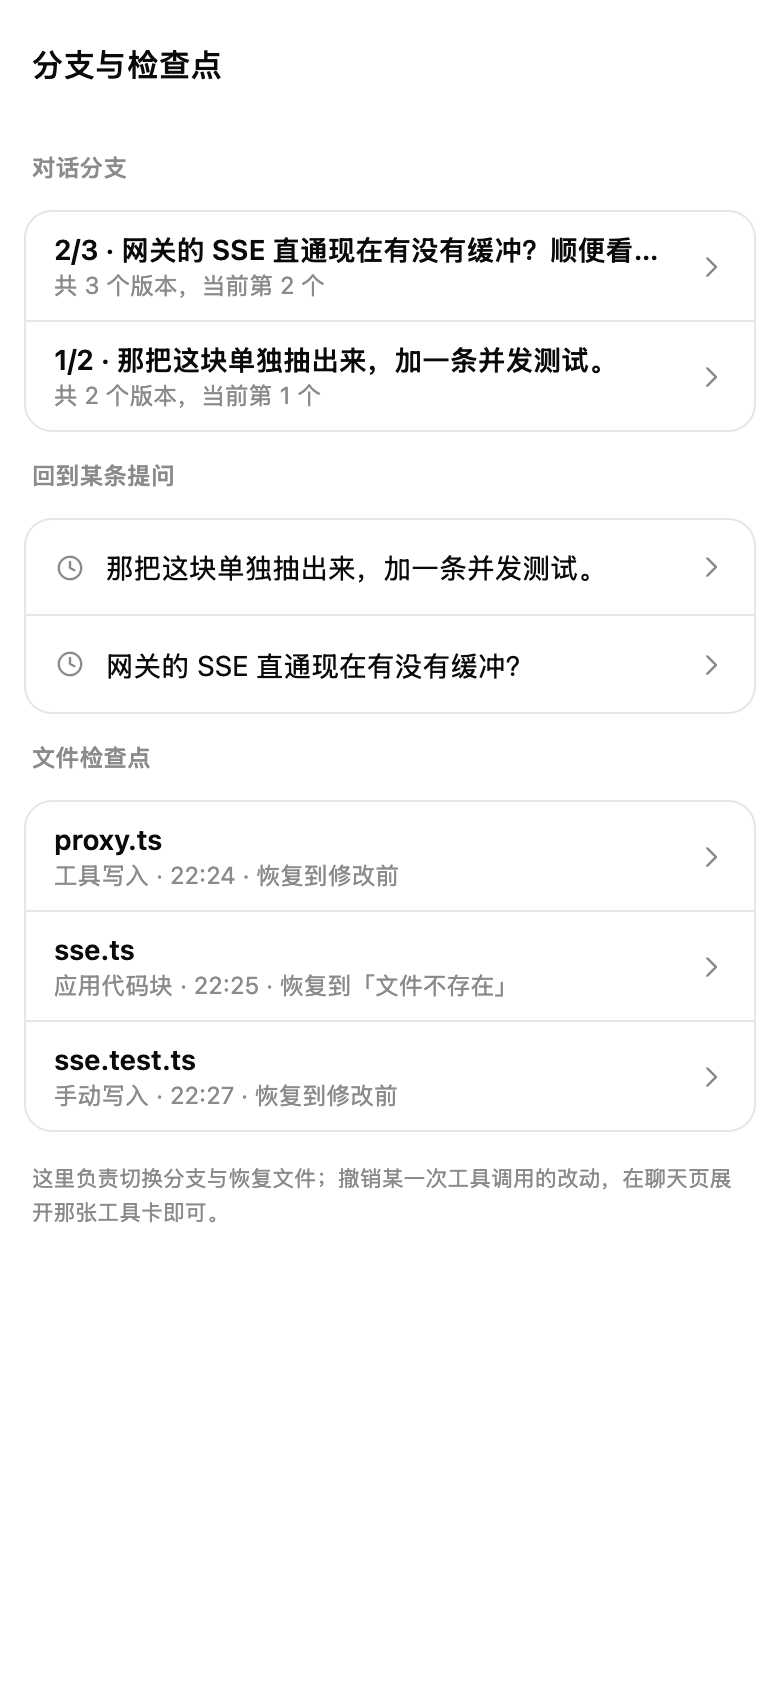 分支与检查点
对话分支
2/3 · 网关的 SSE 直通现在有没有缓冲？顺便看...
共 3 个版本，当前第 2 个
1/2 · 那把这块单独抽出来，加一条并发测试。
共 2 个版本，当前第 1 个
回到某条提问
那把这块单独抽出来，加一条并发测试。
网关的 SSE 直通现在有没有缓冲？
文件检查点
proxy.ts
工具写入 · 22:24 · 恢复到修改前
sse.ts
应用代码块 · 22:25 · 恢复到「文件不存在」
sse.test.ts
手动写入 · 22:27 · 恢复到修改前
这里负责切换分支与恢复文件；撤销某一次工具调用的改动，在聊天页展
开那张工具卡即可。